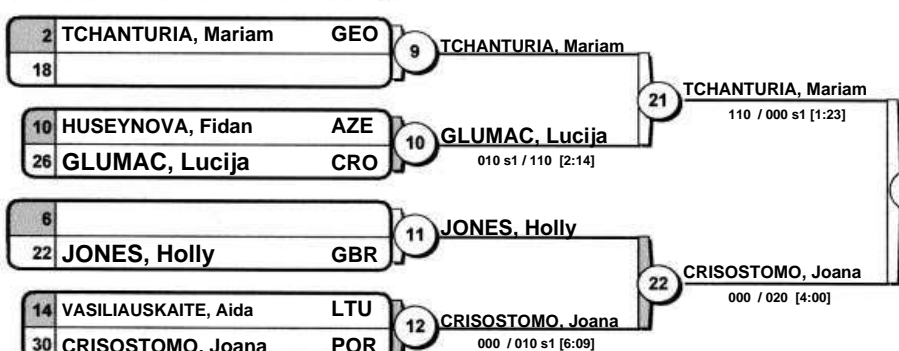 2 TCHANTURIA, Mariam GEO
18
9 TCHANTURIA, Mariam
10 HUSEYNOVA, Fidan AZE
26 GLUMAC, Lucija CRO
10 GLUMAC, Lucija
010 s1 / 110 [2:14]
21 TCHANTURIA, Mariam
110 / 000 s1 [1:23]
6
22 JONES, Holly GBR
11 JONES, Holly
14 VASILIAUSKAITE, Aida LTU
30 CRISOSTOMO, Joana POR
12 CRISOSTOMO, Joana
000 / 010 s1 [6:09]
22 CRISOSTOMO, Joana
000 / 020 [4:00]